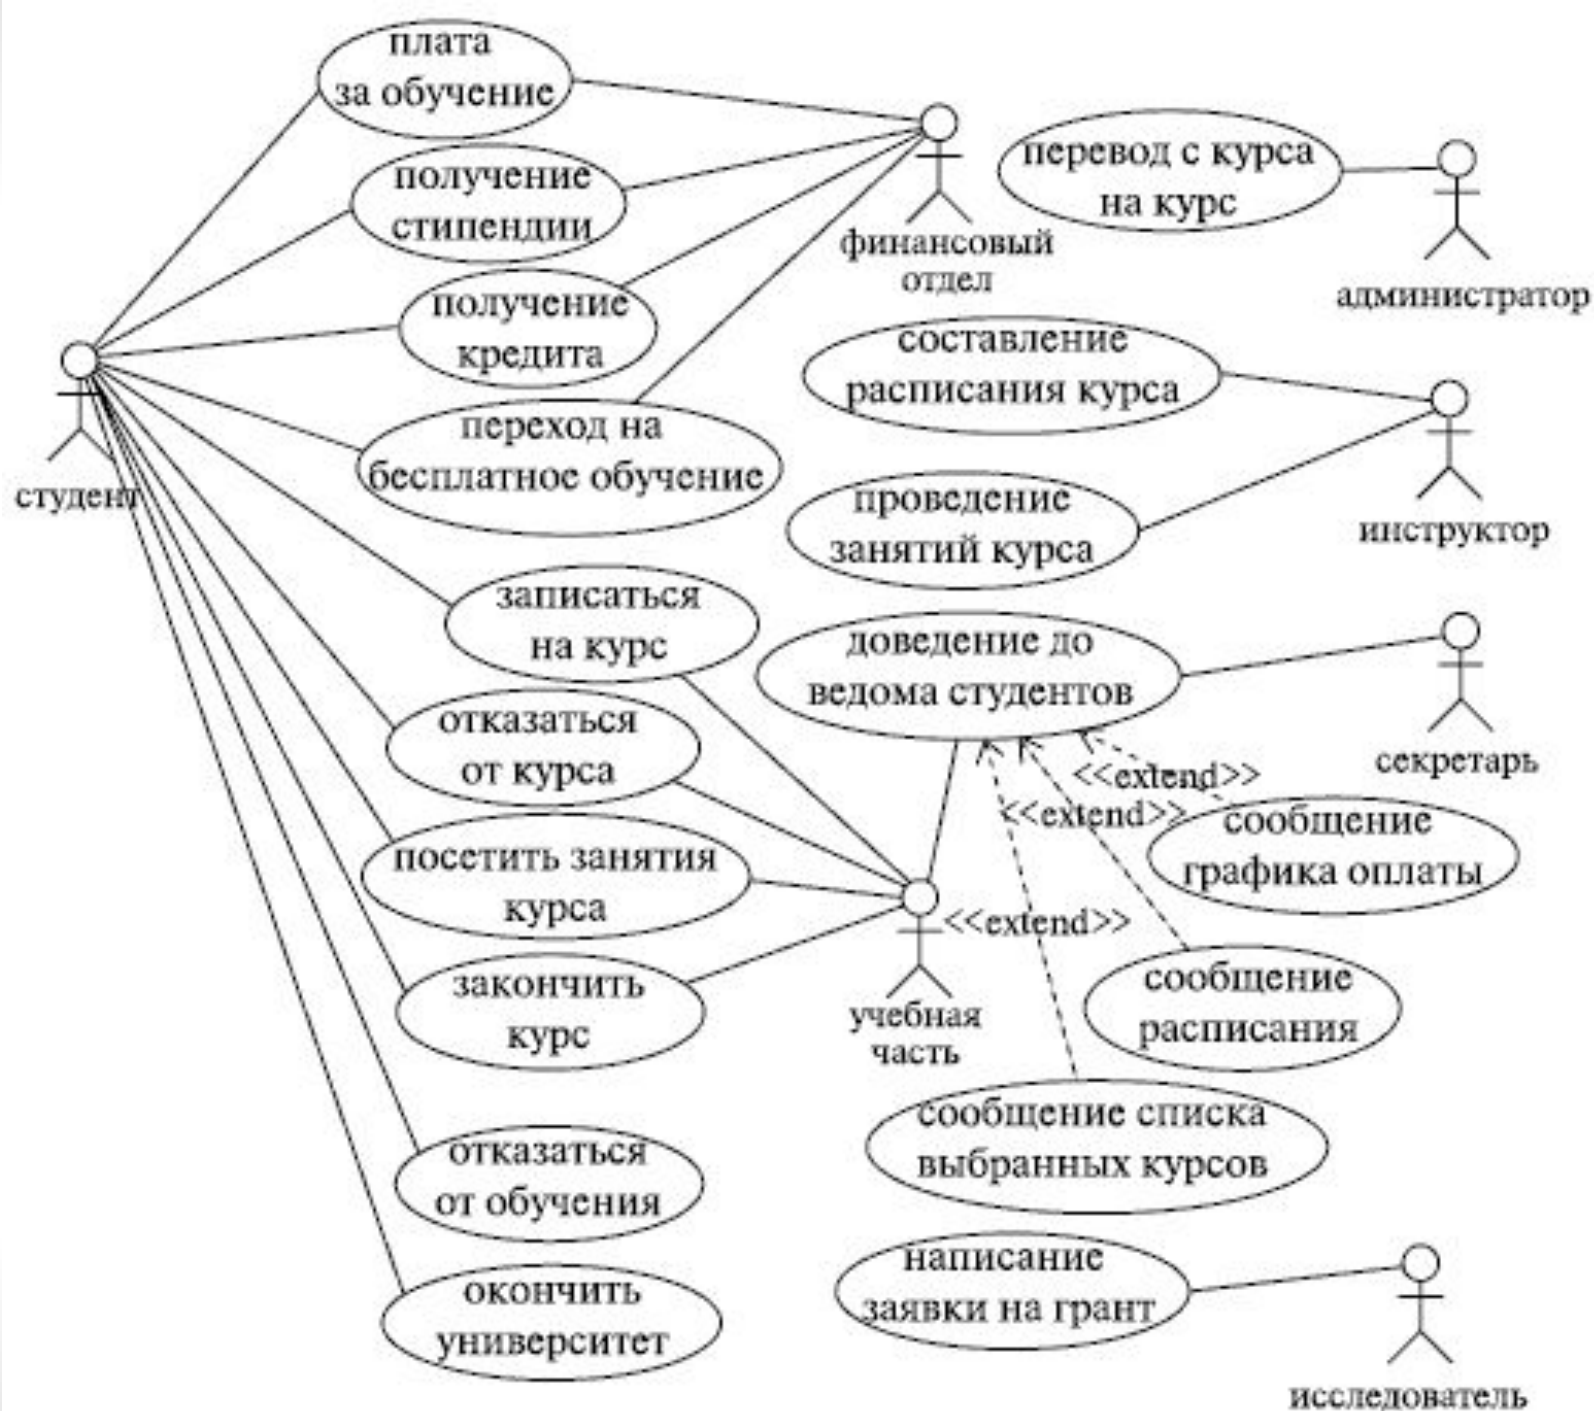 плата
за обучение
получение
стипендии
получение
кредита
переход на
бесплатное обучение
студент
записаться
на курс
отказаться
от курса
посетить занятия
курса
закончить
курс
отказаться
от обучения
окончить
университет
финансовый
отдел
перевод с курса
на курс
администратор
составление
расписания курса
проведение
занятий курса
инструктор
доведение до
ведома студентов
секретарь
<<extend>>
<<extend>>
сообщение
графика оплаты
<<extend>>
учебная
часть
сообщение
расписания
сообщение списка
выбранных курсов
написание
заявки на грант
исследователь